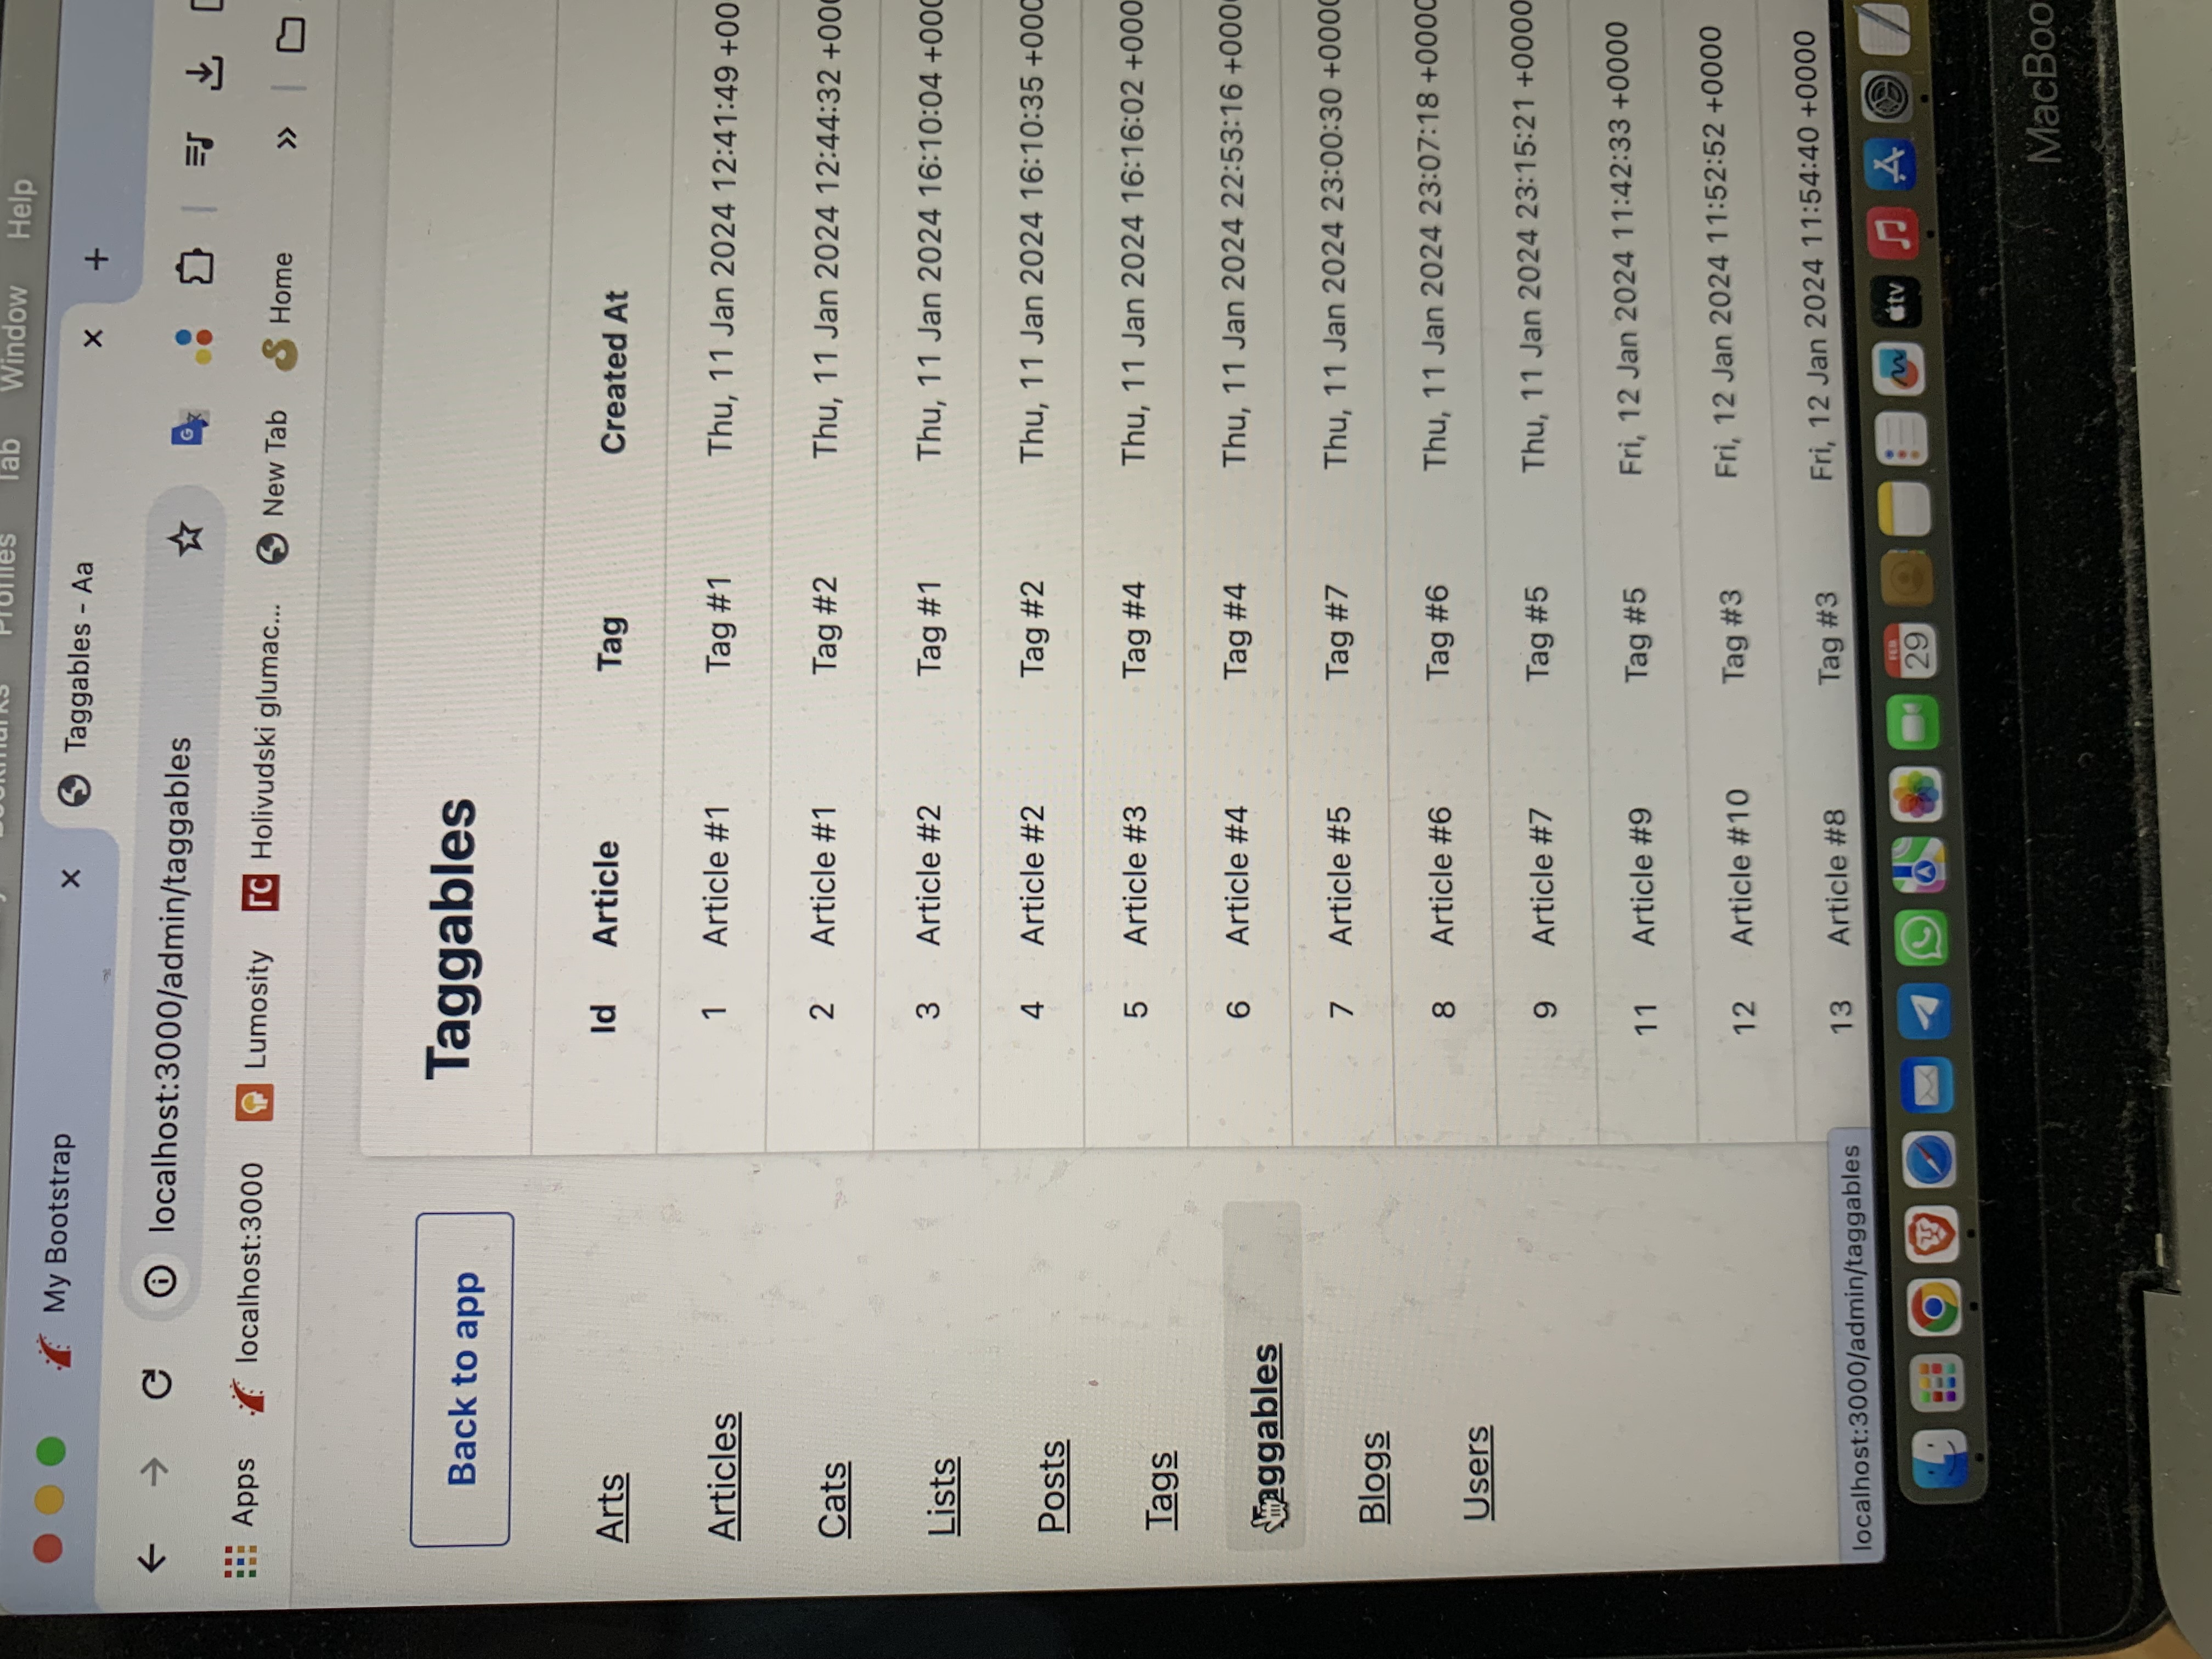 Profiles Tab Window Help
My Bootstrap Taggables - Aa
localhost:3000/admin/taggables
Apps localhost:3000 Lumosity ГС Holivudski glumac... New Tab Home
Back to app
Taggables
Arts
Articles
Cats
Lists
Posts
Tags
Taggables
Blogs
Users
Id Article Tag Created At
1 Article #1 Tag #1 Thu, 11 Jan 2024 12:41:49 +00
2 Article #1 Tag #2 Thu, 11 Jan 2024 12:44:32 +000
3 Article #2 Tag #1 Thu, 11 Jan 2024 16:10:04 +000
4 Article #2 Tag #2 Thu, 11 Jan 2024 16:10:35 +000
5 Article #3 Tag #4 Thu, 11 Jan 2024 16:16:02 +000
6 Article #4 Tag #4 Thu, 11 Jan 2024 22:53:16 +000
7 Article #5 Tag #7 Thu, 11 Jan 2024 23:00:30 +0000
8 Article #6 Tag #6 Thu, 11 Jan 2024 23:07:18 +0000
9 Article #7 Tag #5 Thu, 11 Jan 2024 23:15:21 +0000
11 Article #9 Tag #5 Fri, 12 Jan 2024 11:42:33 +0000
12 Article #10 Tag #3 Fri, 12 Jan 2024 11:52:52 +0000
13 Article #8 Tag #3 Fri, 12 Jan 2024 11:54:40 +0000
localhost:3000/admin/taggables
FEB
29
tv
MacBoo